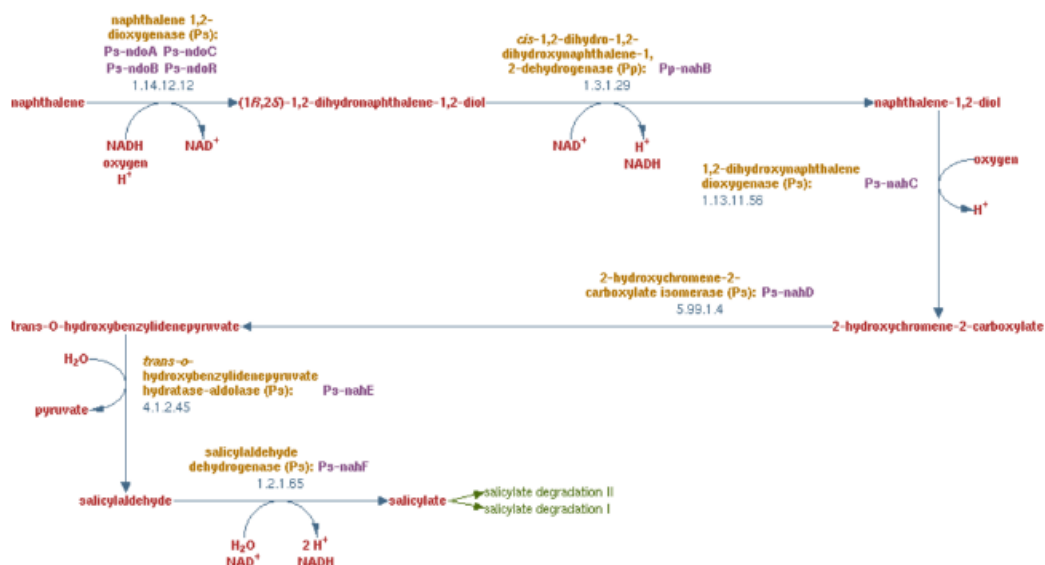 naphthalene 1,2-
dioxygenase (Ps):
Ps-ndoA Ps-ndoC
Ps-ndoB Ps-ndoR
1.14.12.12
naphthalene
(1R,2S)-1,2-dihydronaphthalene-1,2-diol
NADH
oxygen
H+
NAD+
cis-1,2-dihydro-1,2-
dihydroxynaphthalene-1,
2-dehydrogenase (Pp): Pp-nahB
1.3.1.29
naphthalene-1,2-diol
NAD+
H+
NADH
1,2-dihydroxynaphthalene
dioxygenase (Ps): Ps-nahC
1.13.11.56
oxygen
H+
2-hydroxychromene-2-
carboxylate isomerase (Ps): Ps-nahD
5.99.1.4
trans-O-hydroxybenzylidenepyruvate
2-hydroxychromene-2-carboxylate
H2O
pyruvate
trans-o-
hydroxybenzylidenepyruvate
hydratase-aldolase (Ps): Ps-nahE
4.1.2.45
salicylaldehyde
dehydrogenase (Ps): Ps-nahF
1.2.1.65
salicylaldehyde
salicylate
salicylate degradation II
salicylate degradation I
H2O
NAD+
2 H+
NADH